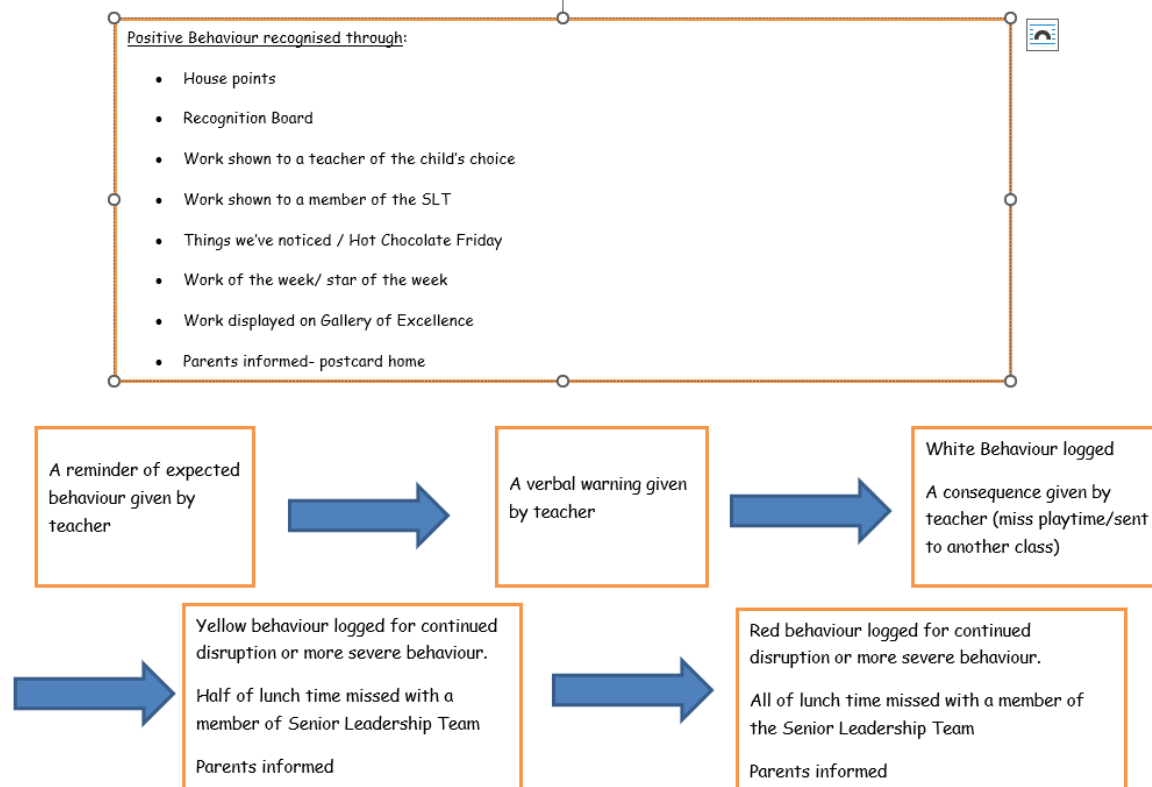 Positive Behaviour recognised through:
• House points
• Recognition Board
• Work shown to a teacher of the child's choice
• Work shown to a member of the SLT
• Things we've noticed / Hot Chocolate Friday
• Work of the week/ star of the week
• Work displayed on Gallery of Excellence
• Parents informed- postcard home
A reminder of expected
behaviour given by
teacher
A verbal warning given
by teacher
White Behaviour logged
A consequence given by
teacher (miss playtime/sent
to another class)
Yellow behaviour logged for continued
disruption or more severe behaviour.
Half of lunch time missed with a
member of Senior Leadership Team
Parents informed
Red behaviour logged for continued
disruption or more severe behaviour.
All of lunch time missed with a member of
the Senior Leadership Team
Parents informed